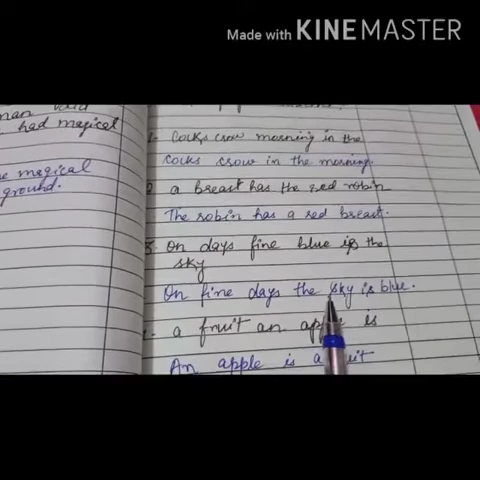 Made with KINEMASTER
had magical
magical
ground.
1- Cocks crow morning in the
Cocks crow in the morning.
2 a breast has the red robin
The robin has a red breast.
3. On days fine blue is the
sky
On fine days the sky is blue.
a fruit an apple is
An apple is a fruit